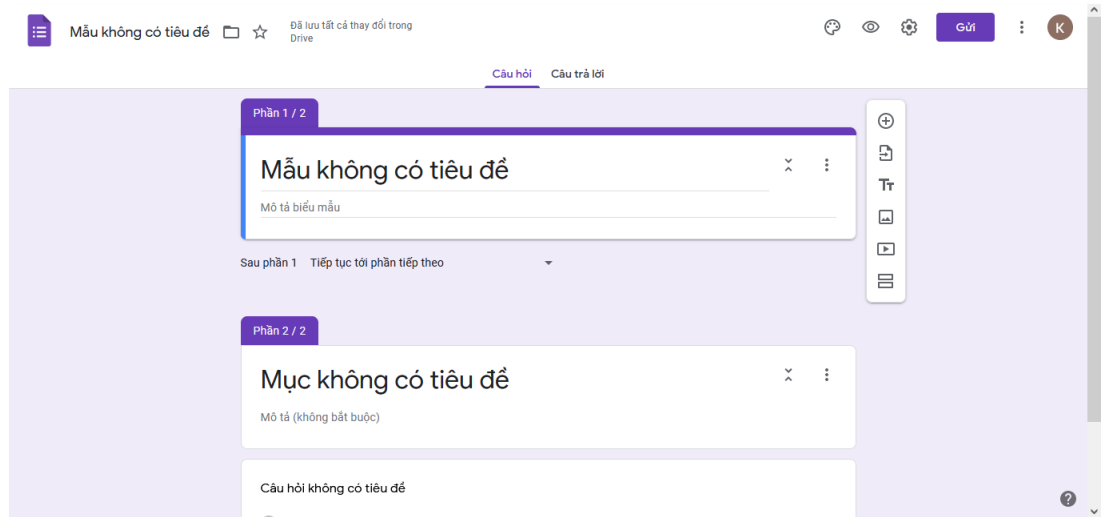 Mẫu không có tiêu đề
Đã lưu tất cả thay đổi trong
Drive
Gửi
K
Câu hỏi
Câu trả lời
Phần 1 / 2
Mẫu không có tiêu đề
Mô tả biểu mẫu
Sau phần 1 Tiếp tục tới phần tiếp theo
Phần 2 / 2
Mục không có tiêu đề
Mô tả (không bắt buộc)
Câu hỏi không có tiêu đề